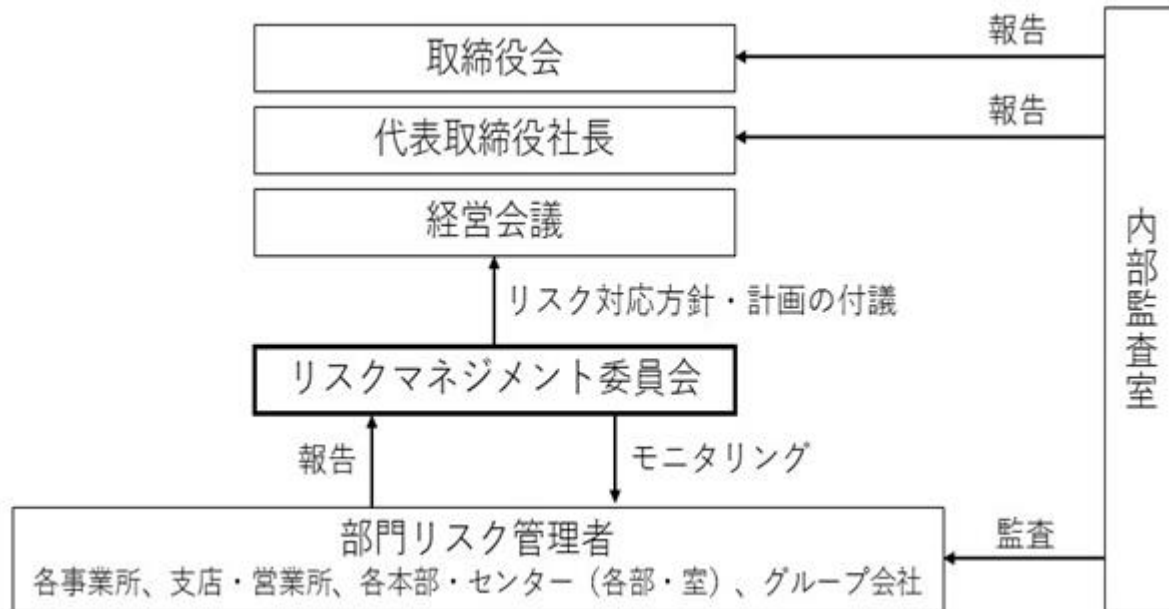 取締役会
報告
代表取締役社長
報告
経営会議
リスク対応方針・計画の付議
リスクマネジメント委員会
報告
モニタリング
部門リスク管理者
各事業所、支店・営業所、各本部・センター（各部・室）、グループ会社
監査
内部監査室